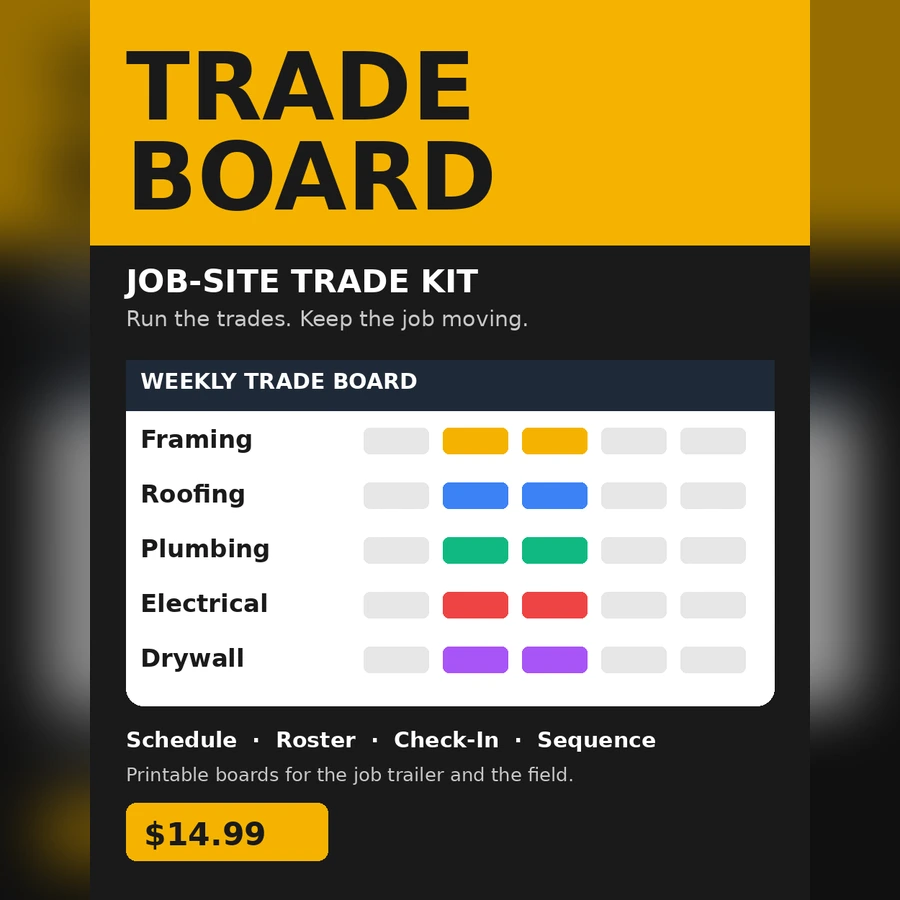 TRADE
BOARD
JOB-SITE TRADE KIT
Run the trades. Keep the job moving.
WEEKLY TRADE BOARD
Framing
Roofing
Plumbing
Electrical
Drywall
Schedule · Roster · Check-In · Sequence
Printable boards for the job trailer and the field.
$14.99